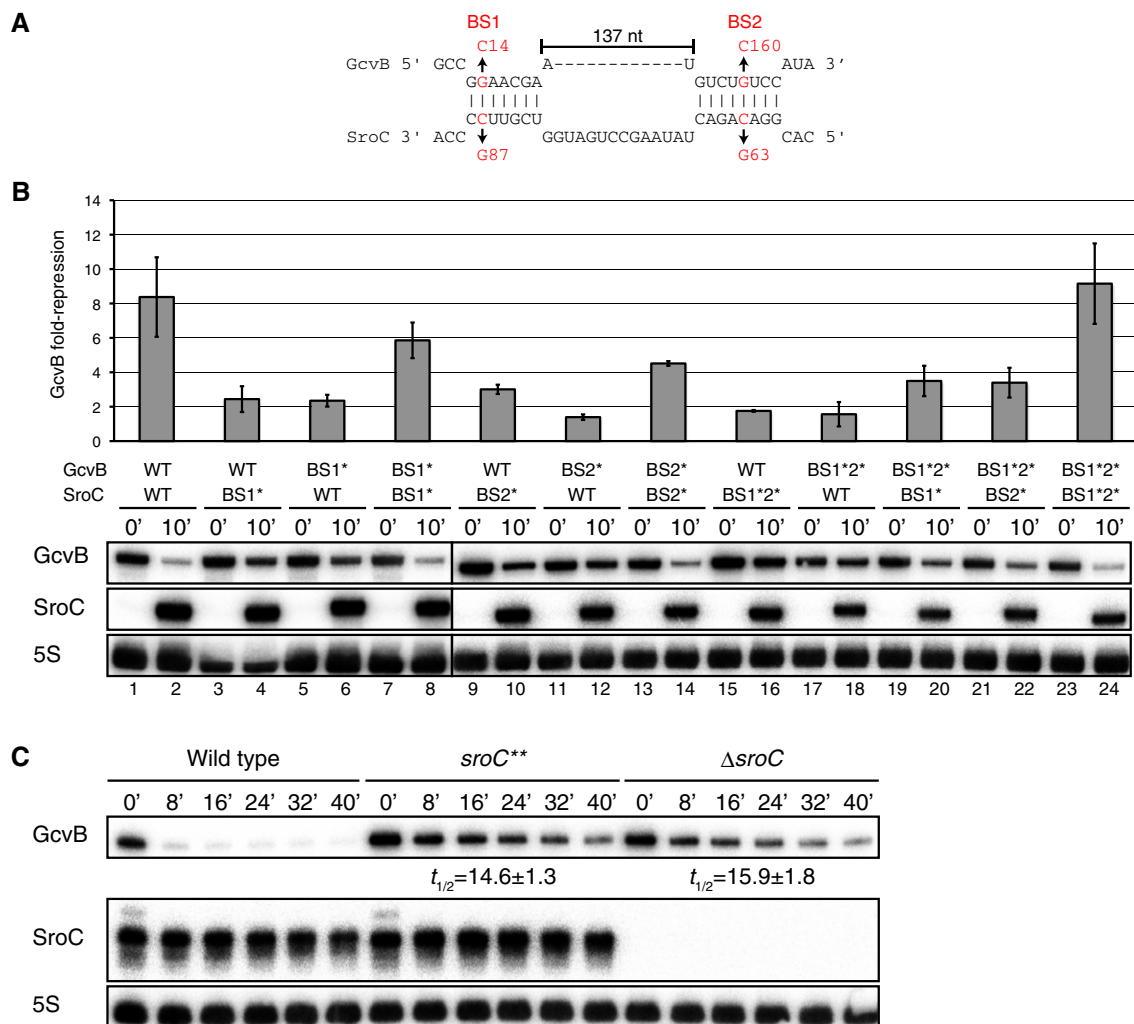 A
BS1 BS2
C14 137 nt C160
GcvB 5' GCC A------------U AUA 3’
GGAACGA GUCUGUCC
CCUUGCU CAGACAGG
SroC 3' ACC GGUAGUCCGAAUAU CAC 5'
G87 G63
B
14
12
10
8
6
4
2
0
GcvB fold-repression
GcvB WT WT BS1* BS1* WT BS2* BS2* WT BS1*2* BS1*2* BS1*2* BS1*2*
SroC WT BS1* WT BS1* BS2* WT BS2* BS1*2* WT BS1* BS2* BS1*2*
0’ 10’ 0’ 10’ 0’ 10’ 0’ 10’ 0’ 10’ 0’ 10’ 0’ 10’ 0’ 10’ 0’ 10’ 0’ 10’ 0’ 10’ 0’ 10’
GcvB
SroC
5S
1 2 3 4 5 6 7 8 9 10 11 12 13 14 15 16 17 18 19 20 21 22 23 24
C
Wild type sroC** ΔsroC
0’ 8’ 16’ 24’ 32’ 40’ 0’ 8’ 16’ 24’ 32’ 40’ 0’ 8’ 16’ 24’ 32’ 40’
GcvB
t1/2=14.6±1.3 t1/2=15.9±1.8
SroC
5S